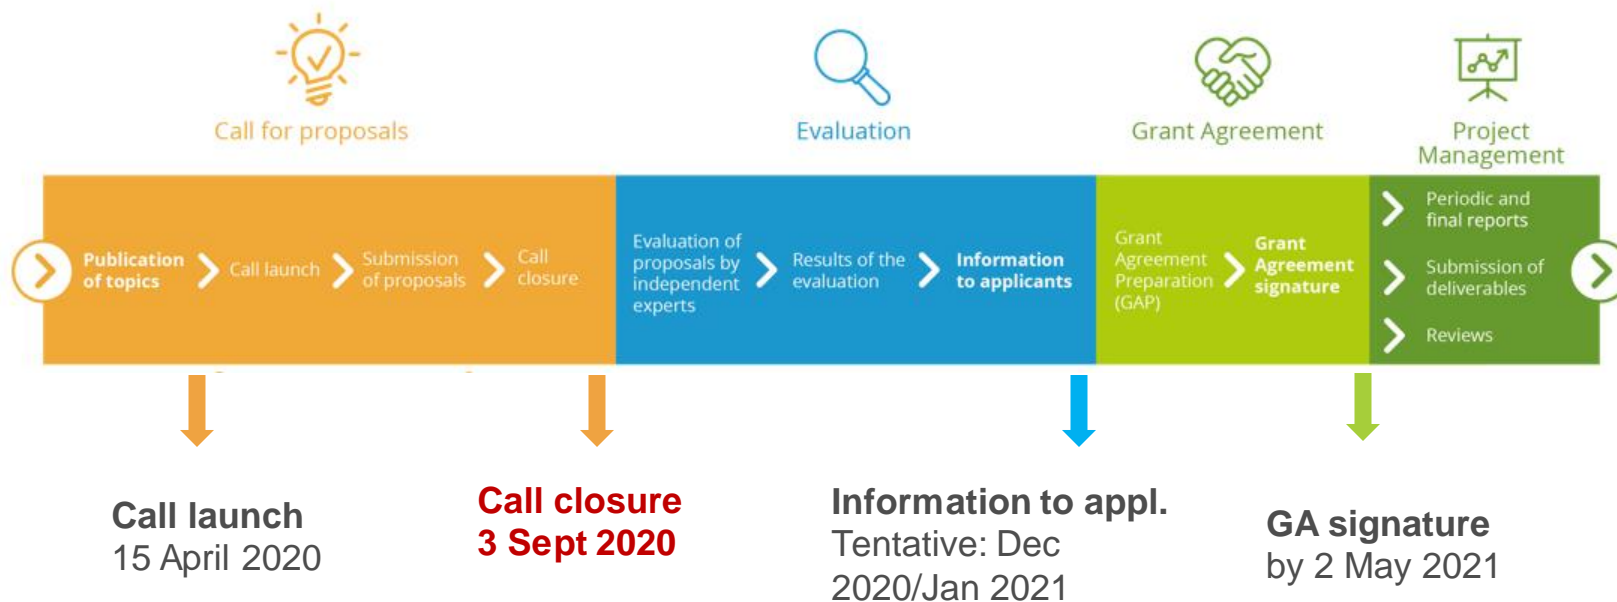 Call for proposals
Evaluation
Grant Agreement
Project
Management
Publication
of topics
Call launch
Submission
of proposals
Call
closure
Evaluation of
proposals by
independent
experts
Results of the
evaluation
Information
to applicants
Grant
Agreement
Preparation
(GAP)
Grant
Agreement
signature
Periodic and
final reports
Submission of
deliverables
Reviews
Call launch
15 April 2020
Call closure
3 Sept 2020
Information to appl.
Tentative: Dec
2020/Jan 2021
GA signature
by 2 May 2021